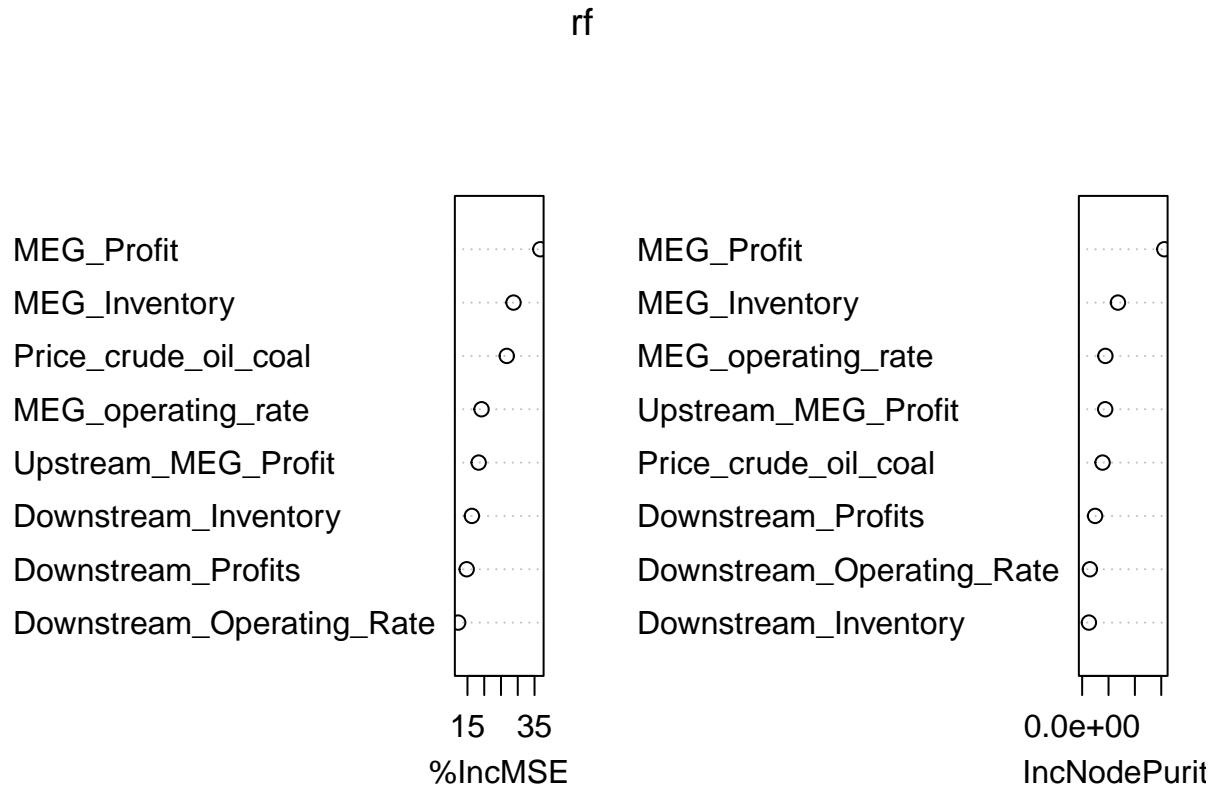 rf
MEG_Profit
MEG_Inventory
Price_crude_oil_coal
MEG_operating_rate
Upstream_MEG_Profit
Downstream_Inventory
Downstream_Profits
Downstream_Operating_Rate
15 35
%IncMSE
MEG_Profit
MEG_Inventory
MEG_operating_rate
Upstream_MEG_Profit
Price_crude_oil_coal
Downstream_Profits
Downstream_Operating_Rate
Downstream_Inventory
0.0e+00
IncNodePurit